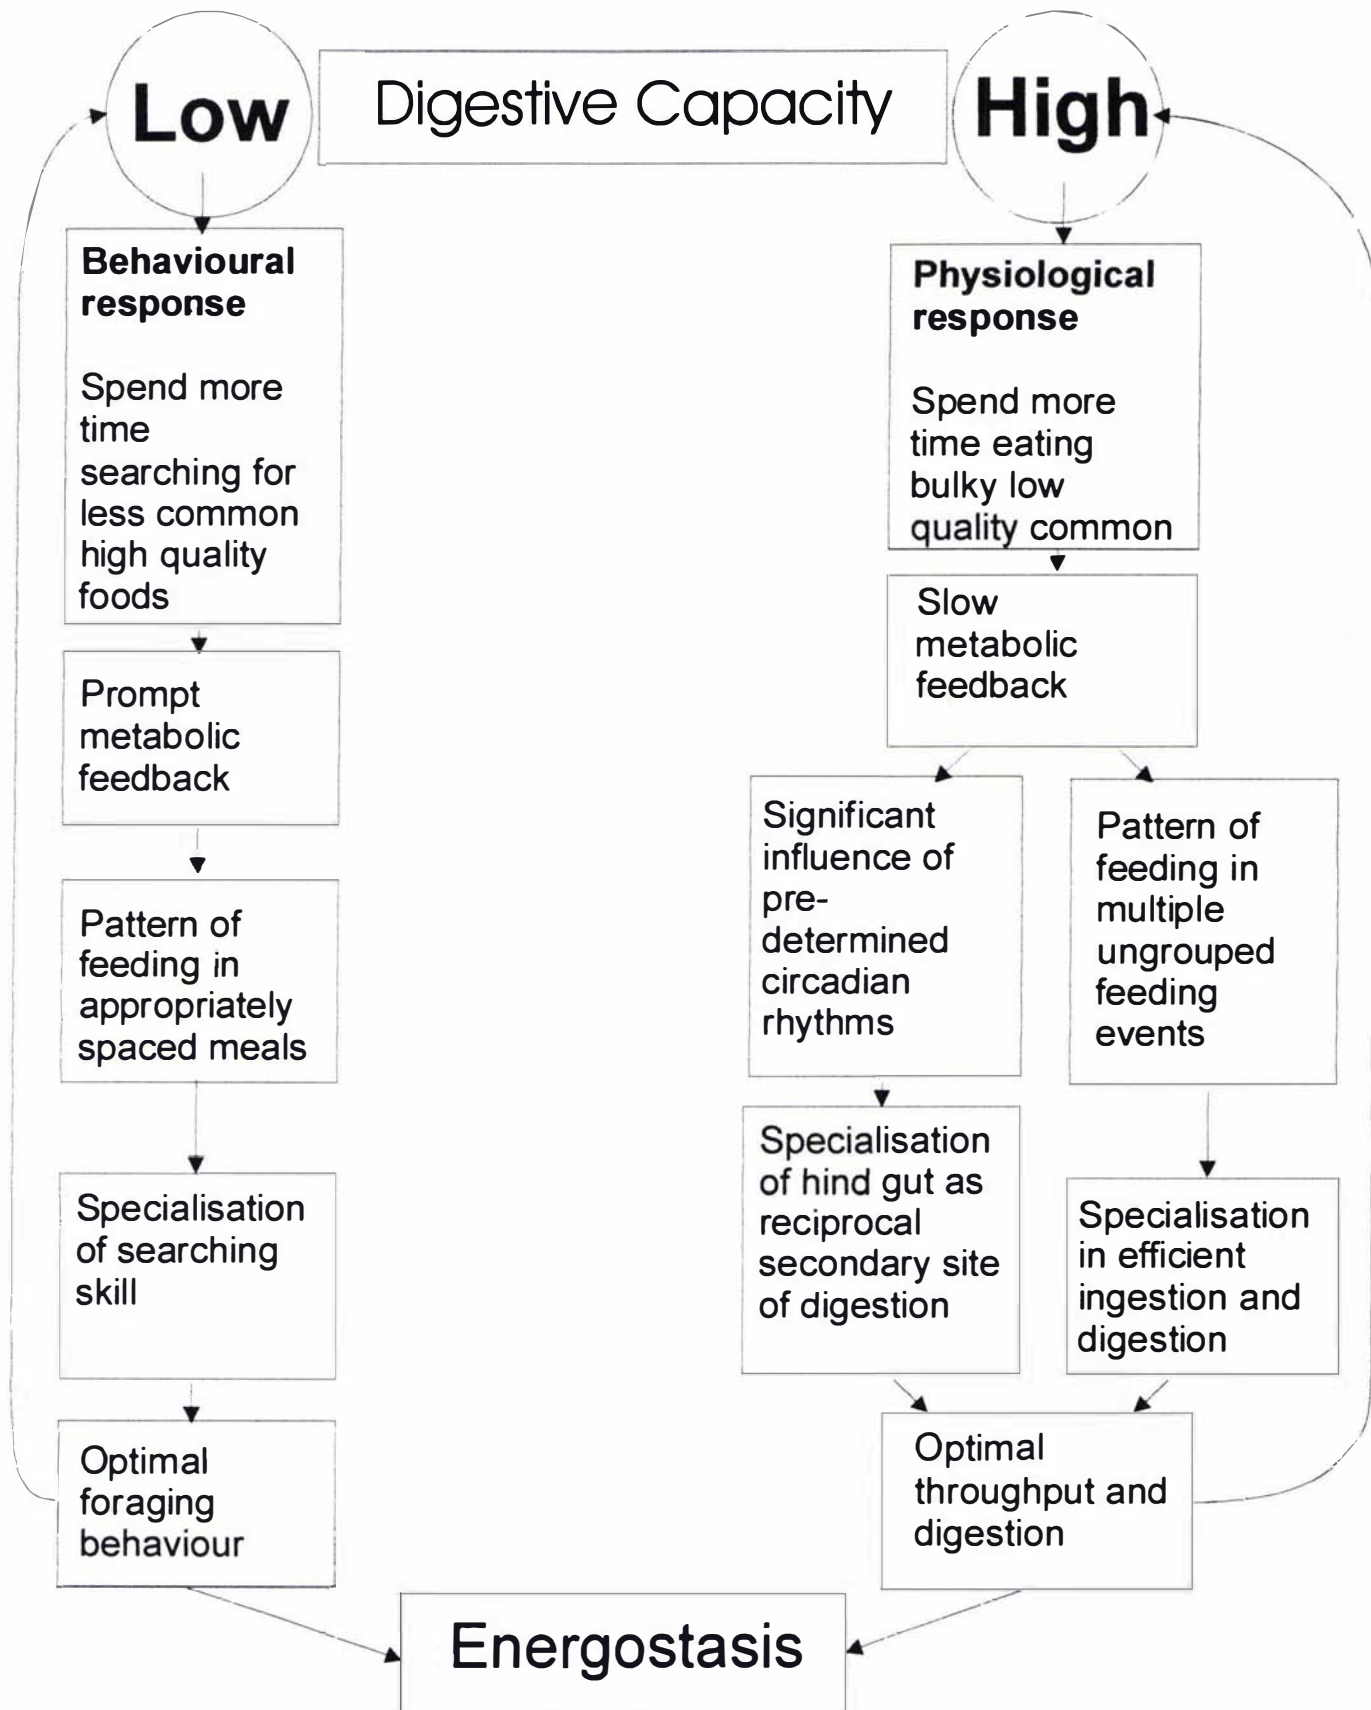 Low
Digestive Capacity
High
Behavioural
response
Spend more
time
searching for
less common
high quality
foods
Prompt
metabolic
feedback
Pattern of
feeding in
appropriately
spaced meals
Specialisation
of searching
skill
Optimal
foraging
behaviour
Physiological
response
Spend more
time eating
bulky low
quality common
Slow
metabolic
feedback
Significant
influence of
pre-
determined
circadian
rhythms
Pattern of
feeding in
multiple
ungrouped
feeding
events
Specialisation
of hind gut as
reciprocal
secondary site
of digestion
Specialisation
in efficient
ingestion and
digestion
Optimal
throughput and
digestion
Energostasis